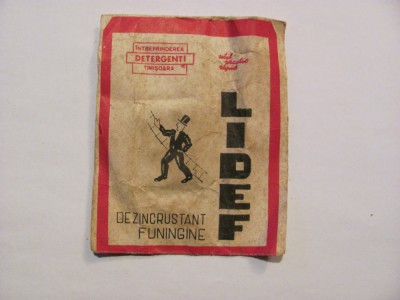 ÎNTREPRINDEREA
DETERGENȚI
TIMIȘOARA
LIDEF
DEZINCRUSTANT
FUNINGINE